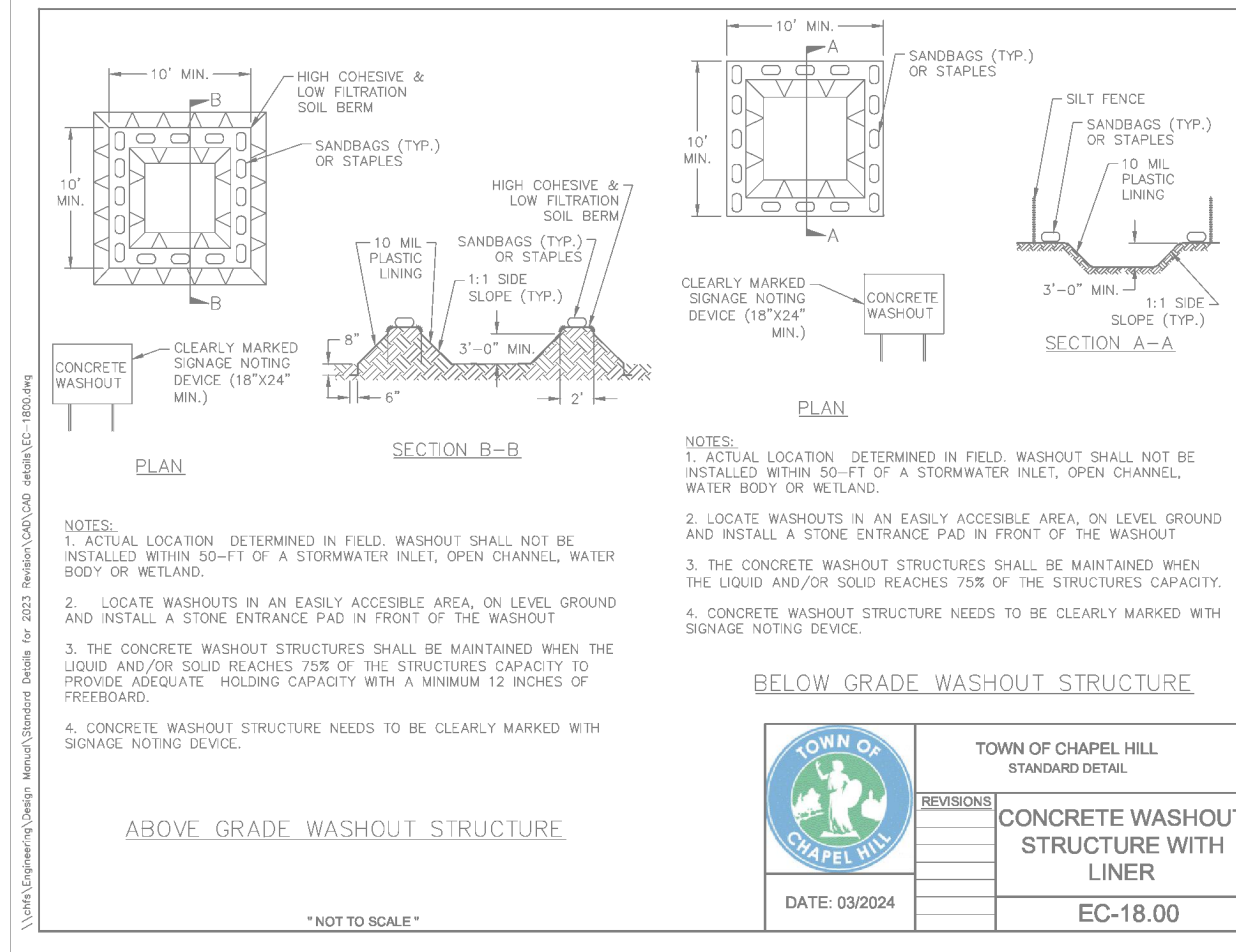 10' MIN.
B
HIGH COHESIVE &
LOW FILTRATION
SOIL BERM
SANDBAGS (TYP.)
OR STAPLES
10'
MIN.
B
CONCRETE
WASHOUT
CLEARLY MARKED
SIGNAGE NOTING
DEVICE (18"X24"
MIN.)
PLAN
HIGH COHESIVE &
LOW FILTRATION
SOIL BERM
10 MIL
PLASTIC
LINING
SANDBAGS (TYP.)
OR STAPLES
1:1 SIDE
SLOPE (TYP.)
8"
3'-0" MIN.
6"
2'
SECTION B-B
NOTES:
1. ACTUAL LOCATION DETERMINED IN FIELD. WASHOUT SHALL NOT BE
INSTALLED WITHIN 50-FT OF A STORMWATER INLET, OPEN CHANNEL, WATER
BODY OR WETLAND.
2. LOCATE WASHOUTS IN AN EASILY ACCESIBLE AREA, ON LEVEL GROUND
AND INSTALL A STONE ENTRANCE PAD IN FRONT OF THE WASHOUT
3. THE CONCRETE WASHOUT STRUCTURES SHALL BE MAINTAINED WHEN THE
LIQUID AND/OR SOLID REACHES 75% OF THE STRUCTURES CAPACITY TO
PROVIDE ADEQUATE HOLDING CAPACITY WITH A MINIMUM 12 INCHES OF
FREEBOARD.
4. CONCRETE WASHOUT STRUCTURE NEEDS TO BE CLEARLY MARKED WITH
SIGNAGE NOTING DEVICE.
ABOVE GRADE WASHOUT STRUCTURE
"NOT TO SCALE"
10' MIN.
A
SANDBAGS (TYP.)
OR STAPLES
10'
MIN.
A
CLEARLY MARKED
SIGNAGE NOTING
DEVICE (18"X24"
MIN.)
CONCRETE
WASHOUT
PLAN
SILT FENCE
SANDBAGS (TYP.)
OR STAPLES
10 MIL
PLASTIC
LINING
3'-0" MIN.
1:1 SIDE
SLOPE (TYP.)
SECTION A-A
NOTES:
1. ACTUAL LOCATION DETERMINED IN FIELD. WASHOUT SHALL NOT BE
INSTALLED WITHIN 50-FT OF A STORMWATER INLET, OPEN CHANNEL,
WATER BODY OR WETLAND.
2. LOCATE WASHOUTS IN AN EASILY ACCESIBLE AREA, ON LEVEL GROUND
AND INSTALL A STONE ENTRANCE PAD IN FRONT OF THE WASHOUT
3. THE CONCRETE WASHOUT STRUCTURES SHALL BE MAINTAINED WHEN
THE LIQUID AND/OR SOLID REACHES 75% OF THE STRUCTURES CAPACITY.
4. CONCRETE WASHOUT STRUCTURE NEEDS TO BE CLEARLY MARKED WITH
SIGNAGE NOTING DEVICE.
BELOW GRADE WASHOUT STRUCTURE
TOWN OF
CHAPEL HILL
DATE: 03/2024
TOWN OF CHAPEL HILL
STANDARD DETAIL
REVISIONS
CONCRETE WASHOUT
STRUCTURE WITH
LINER
EC-18.00
\\chfs\Engineering\Design Manual\Standard Details for 2023 Revision\CAD\CAD details\EC-1800.dwg